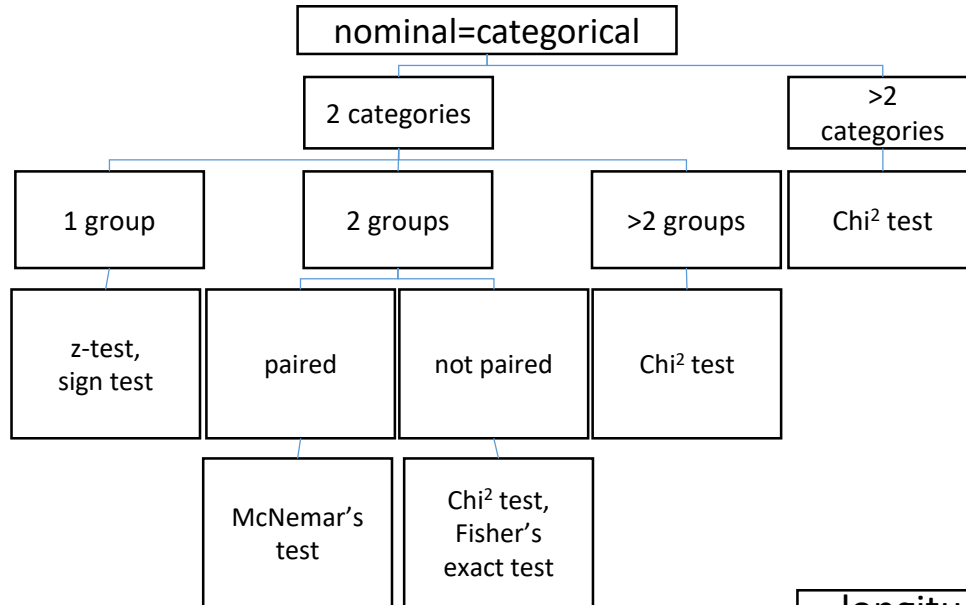 nominal=categorical
2 categories
>2
categories
1 group
2 groups
>2 groups
Chi² test
z-test,
sign test
paired
not paired
Chi² test
McNemar's
test
Chi² test,
Fisher's
exact test
longitu